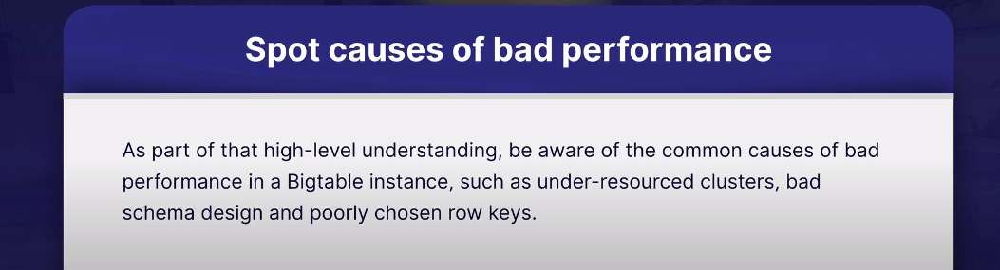 Spot causes of bad performance
As part of that high-level understanding, be aware of the common causes of bad
performance in a Bigtable instance, such as under-resourced clusters, bad
schema design and poorly chosen row keys.